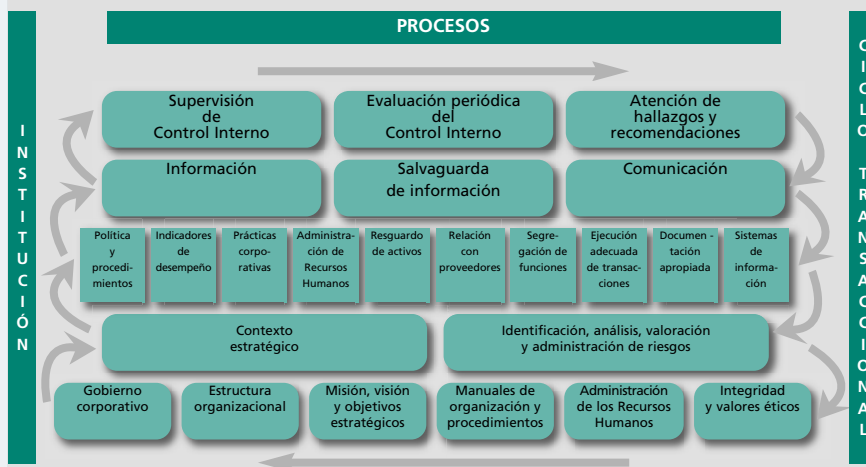 PROCESOS
INSTITUCIÓN
Supervisión
de
Control Interno
Evaluación periódica
del
Control Interno
Atención de
hallazgos y
recomendaciones
Información
Salvaguarda
de información
Comunicación
Política
y
procedi-
mientos
Indicadores
de
desempeño
Prácticas
corpo-
rativas
Administra-
ción de
Recursos
Humanos
Resguardo
de activos
Relación
con
proveedores
Segre-
gación de
funciones
Ejecución
adecuada
de transac-
ciones
Documen -
tación
apropiada
Sistemas
de
informa-
ción
Contexto
estratégico
Identificación, análisis, valoración
y administración de riesgos
Gobierno
corporativo
Estructura
organizacional
Misión, visión
y objetivos
estratégicos
Manuales de
organización y
procedimientos
Administración
de los Recursos
Humanos
Integridad
y valores éticos
CICLO TRANSACCIONAL